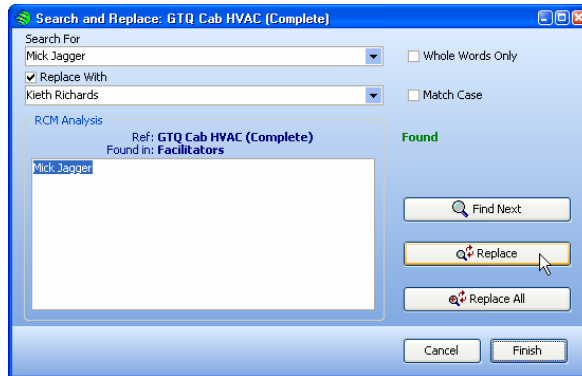 Search and Replace: GTQ Cab HVAC (Complete)
Search For
Mick Jagger
Whole Words Only
Replace With
Kieth Richards
Match Case
RCM Analysis
Ref: GTQ Cab HVAC (Complete)
Found in: Facilitators
Found
Mick Jagger
Find Next
Replace
Replace All
Cancel
Finish